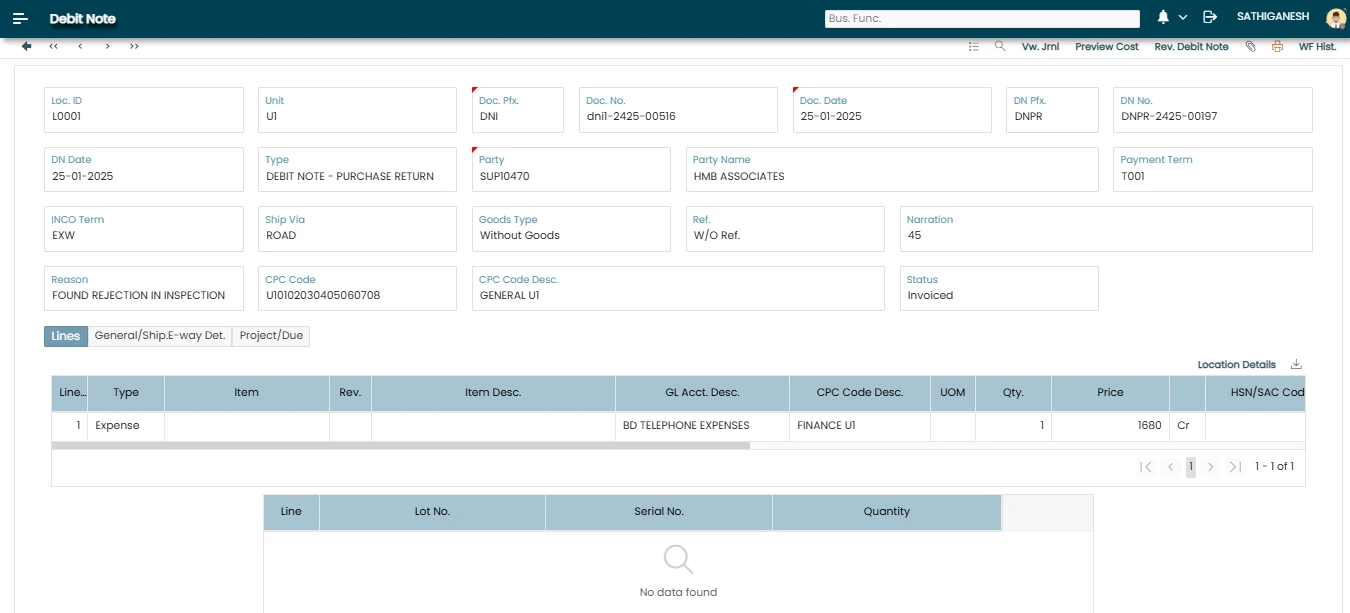 Debit Note Bus. Func. SATHIGANESH
<< < > >> Vw. Jrnl Preview Cost Rev. Debit Note WF Hist.
Loc. ID Unit Doc. Pfx. Doc. No. Doc. Date DN Pfx. DN No.
L0001 U1 DNI dni1-2425-00516 25-01-2025 DNPR DNPR-2425-00197
DN Date Type Party Party Name Payment Term
25-01-2025 DEBIT NOTE - PURCHASE RETURN SUP10470 HMB ASSOCIATES T001
INCO Term Ship Via Goods Type Ref. Narration
EXW ROAD Without Goods W/O Ref. 45
Reason CPC Code CPC Code Desc. Status
FOUND REJECTION IN INSPECTION U10102030405060708 GENERAL U1 Invoiced
Lines General/Ship.E-way Det. Project/Due
Location Details
Line... Type Item Rev. Item Desc. GL Acct. Desc. CPC Code Desc. UOM Qty. Price HSN/SAC Cod
1 Expense BD TELEPHONE EXPENSES FINANCE U1 1 1680 Cr
|< < 1 > >| 1 - 1 of 1
Line Lot No. Serial No. Quantity
No data found